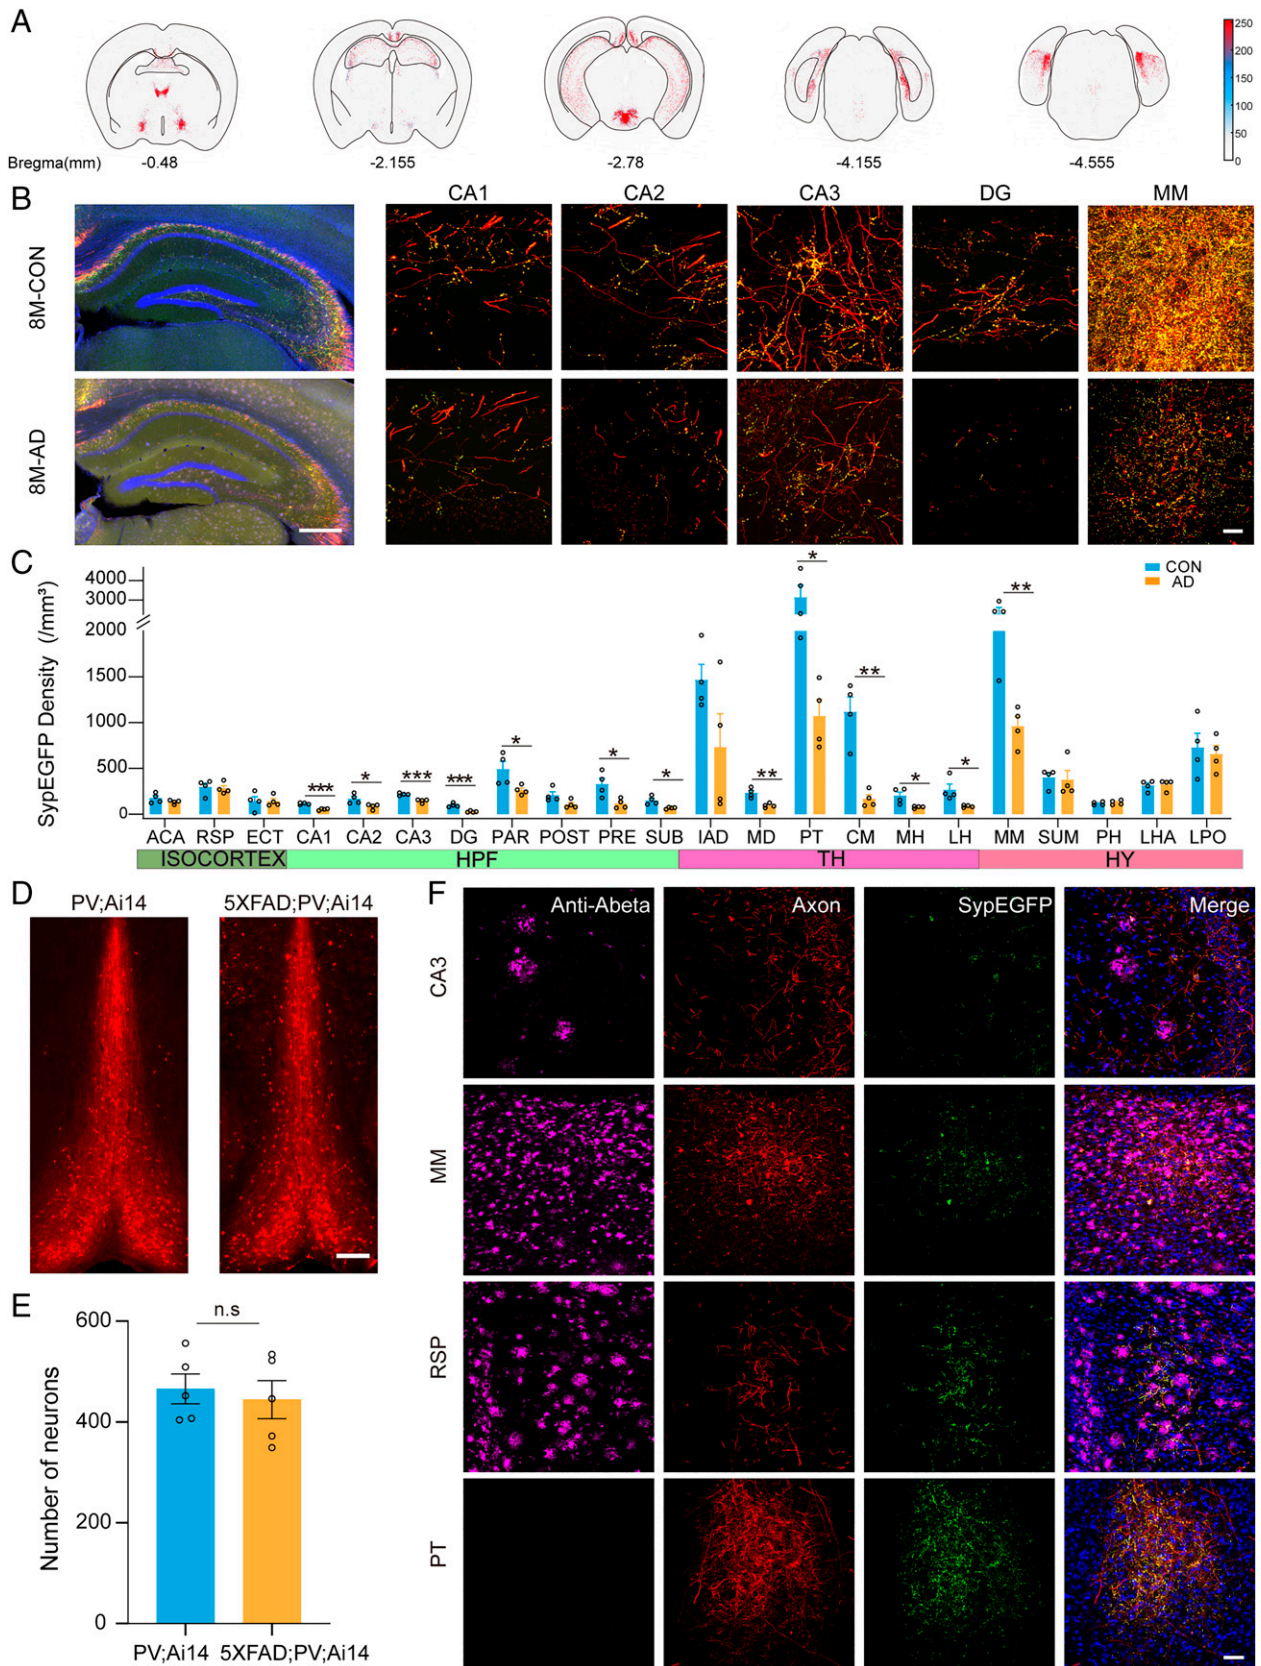 A
250
200
150
100
50
0
Bregma(mm) -0.48 -2.155 -2.78 -4.155 -4.555
B
CA1 CA2 CA3 DG MM
8M-CON
8M-AD
C
SypEGFP Density (/mm³)
4000
3000
2000
1500
1000
500
0
CON
AD
*** * *** *** * * * ** * ** * * **
ACA RSP ECT CA1 CA2 CA3 DG PAR POST PRE SUB IAD MD PT CM MH LH MM SUM PH LHA LPO
ISOCORTEX HPF TH HY
D
PV;Ai14 5XFAD;PV;Ai14
E
Number of neurons
600
400
200
0
n.s
PV;Ai14 5XFAD;PV;Ai14
F
Anti-Abeta Axon SypEGFP Merge
CA3
MM
RSP
PT